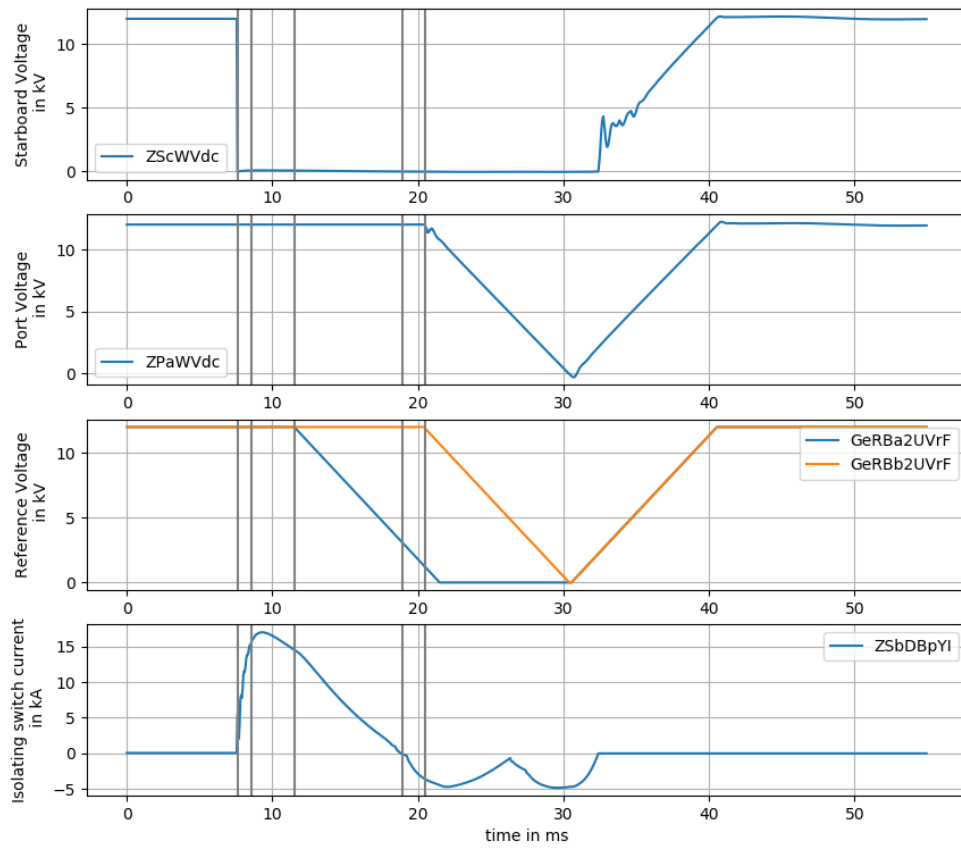 Starboard Voltage
in kV
10
5
0
ZScWVdc
0 10 20 30 40 50
Port Voltage
in kV
10
5
0
ZPaWVdc
0 10 20 30 40 50
Reference Voltage
in kV
10
5
0
GeRBa2UVrF
GeRBb2UVrF
0 10 20 30 40 50
Isolating switch current
in kA
15
10
5
0
−5
ZSbDBpYI
0 10 20 30 40 50
time in ms